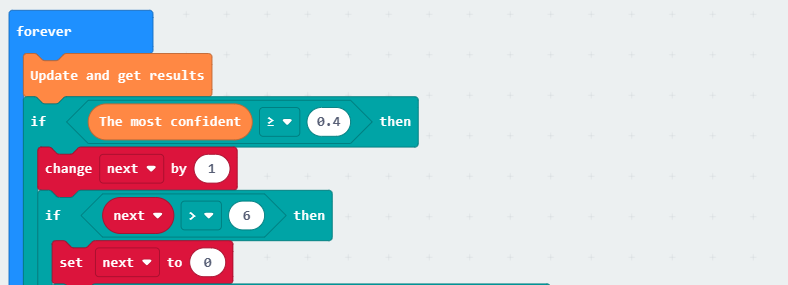 forever
Update and get results
if The most confident ≥ 0.4 then
change next by 1
if next > 6 then
set next to 0